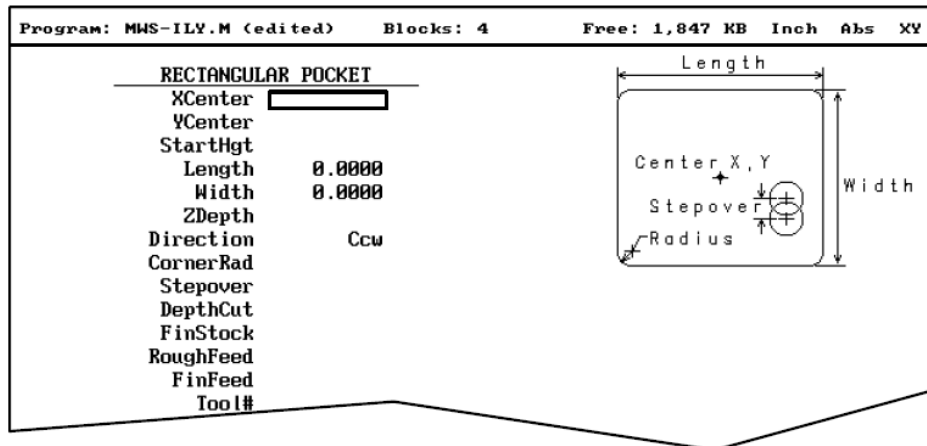 Program: MWS-ILY.M (edited) Blocks: 4 Free: 1,847 KB Inch Abs XY
RECTANGULAR POCKET
XCenter
YCenter
StartHgt
Length 0.0000
Width 0.0000
ZDepth
Direction Ccw
CornerRad
Stepover
DepthCut
FinStock
RoughFeed
FinFeed
Tool#
Length
Center X,Y
Width
Stepover
Radius